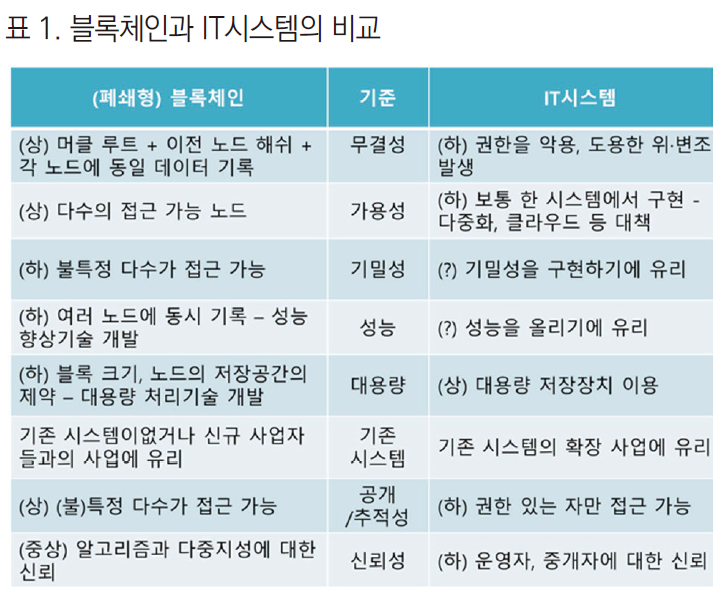 표 1. 블록체인과 IT시스템의 비교
(폐쇄형) 블록체인
기준
IT시스템
(상) 머클 루트 + 이전 노드 해쉬 +
각 노드에 동일 데이터 기록
무결성
(하) 권한을 악용, 도용한 위·변조
발생
(상) 다수의 접근 가능 노드
가용성
(하) 보통 한 시스템에서 구현 -
다중화, 클라우드 등 대책
(하) 불특정 다수가 접근 가능
기밀성
(?) 기밀성을 구현하기에 유리
(하) 여러 노드에 동시 기록 – 성능
향상기술 개발
성능
(?) 성능을 올리기에 유리
(하) 블록 크기, 노드의 저장공간의
제약 – 대용량 처리기술 개발
대용량
(상) 대용량 저장장치 이용
기존 시스템이없거나 신규 사업자
들과의 사업에 유리
기존
시스템
기존 시스템의 확장 사업에 유리
(상) (불)특정 다수가 접근 가능
공개
/추적성
(하) 권한 있는 자만 접근 가능
(중상) 알고리즘과 다중지성에 대한
신뢰
신뢰성
(하) 운영자, 중개자에 대한 신뢰